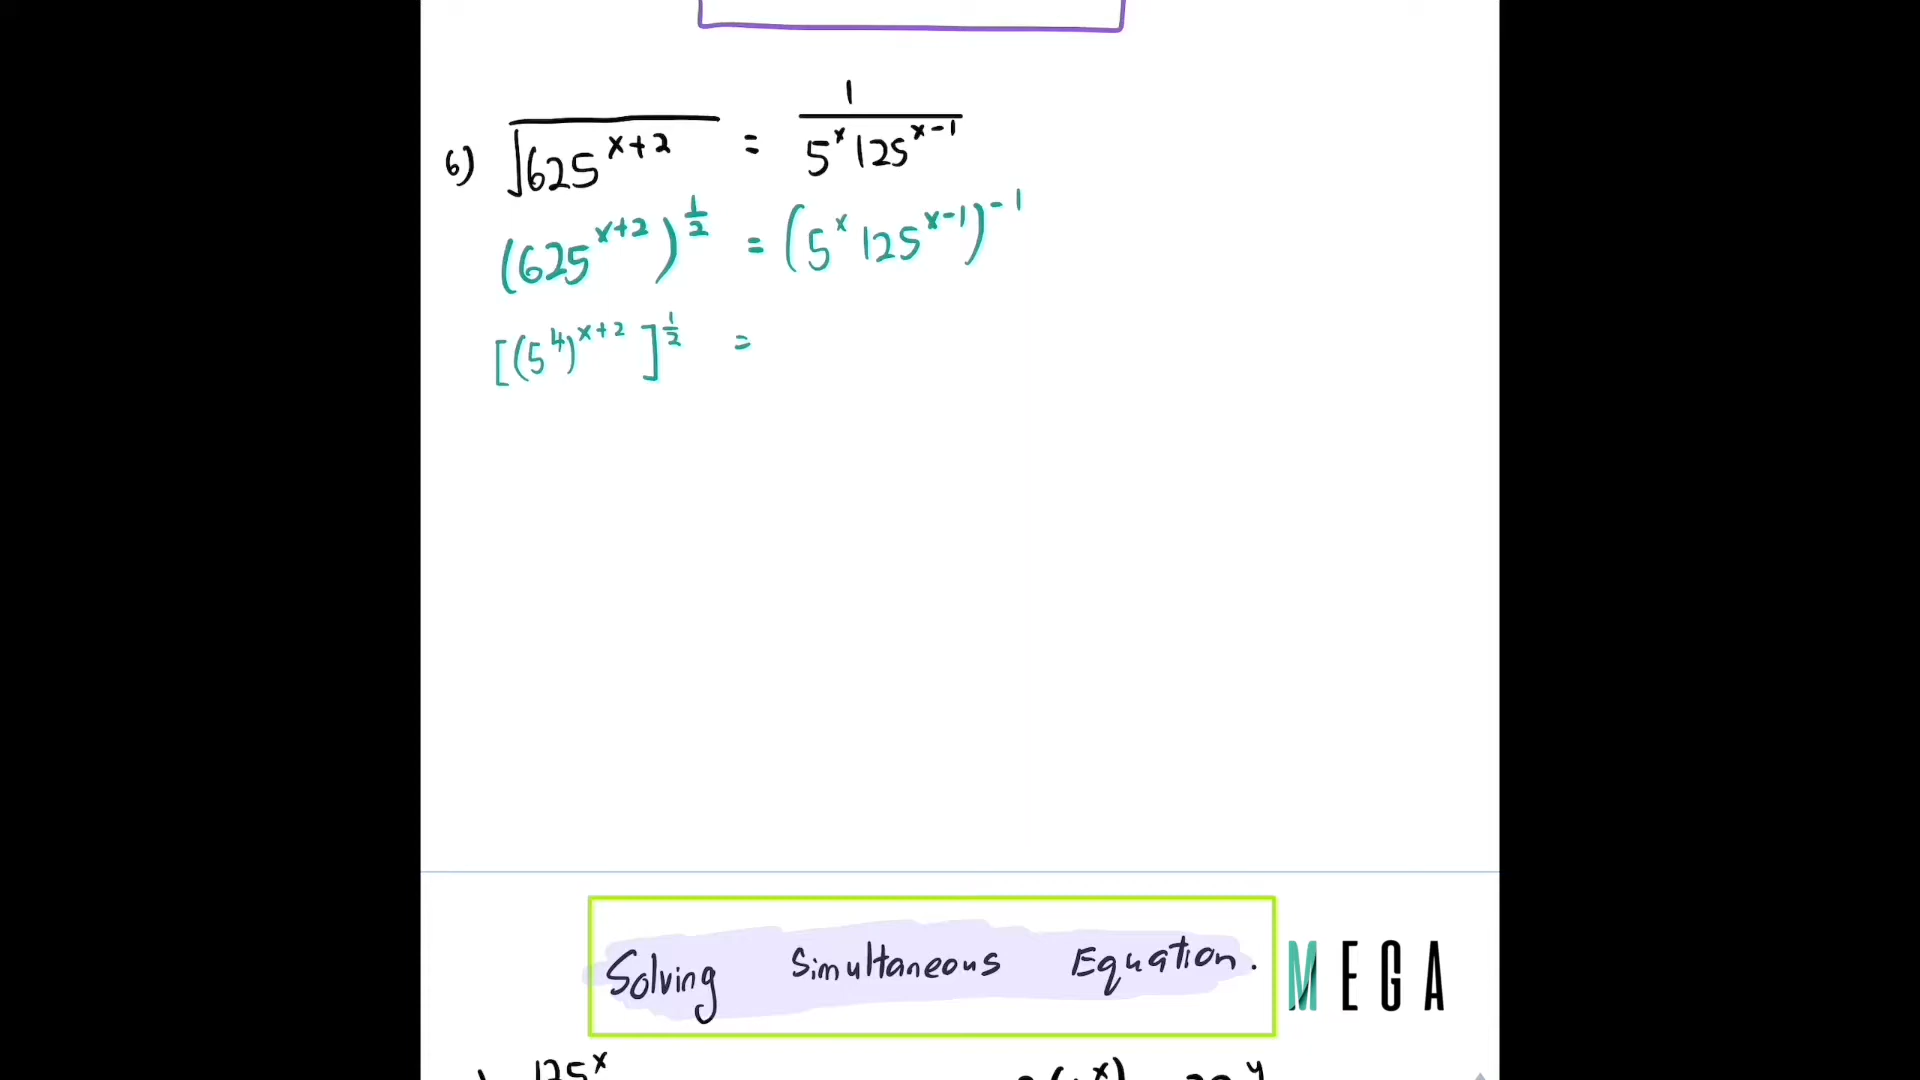 6) √625^(x+2) = 1/(5^x 125^(x-1))
(625^(x+2))^(1/2) = (5^x 125^(x-1))^(-1)
[(5^4)^(x+2)]^(1/2) =
Solving Simultaneous Equation.
MEGA
125^x